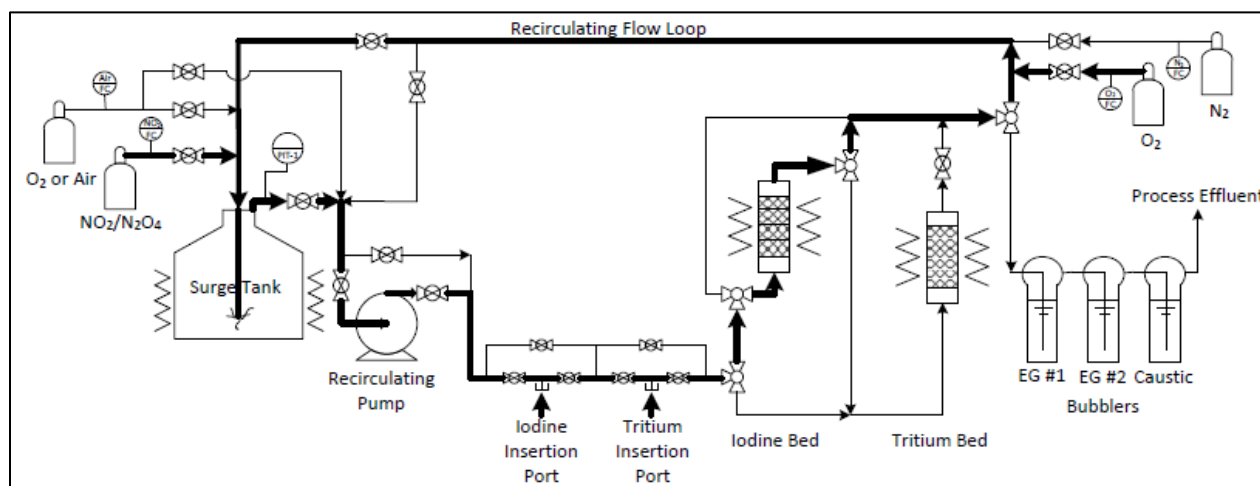 Recirculating Flow Loop
Air
FC
N₂
FC
O₂
FC
N₂
O₂
NO₂
FC
PIT-1
O₂ or Air
NO₂/N₂O₄
Process Effluent
Surge Tank
Recirculating
Pump
Iodine
Insertion
Port
Tritium
Insertion
Port
Iodine Bed
Tritium Bed
EG #1
EG #2
Caustic
Bubblers